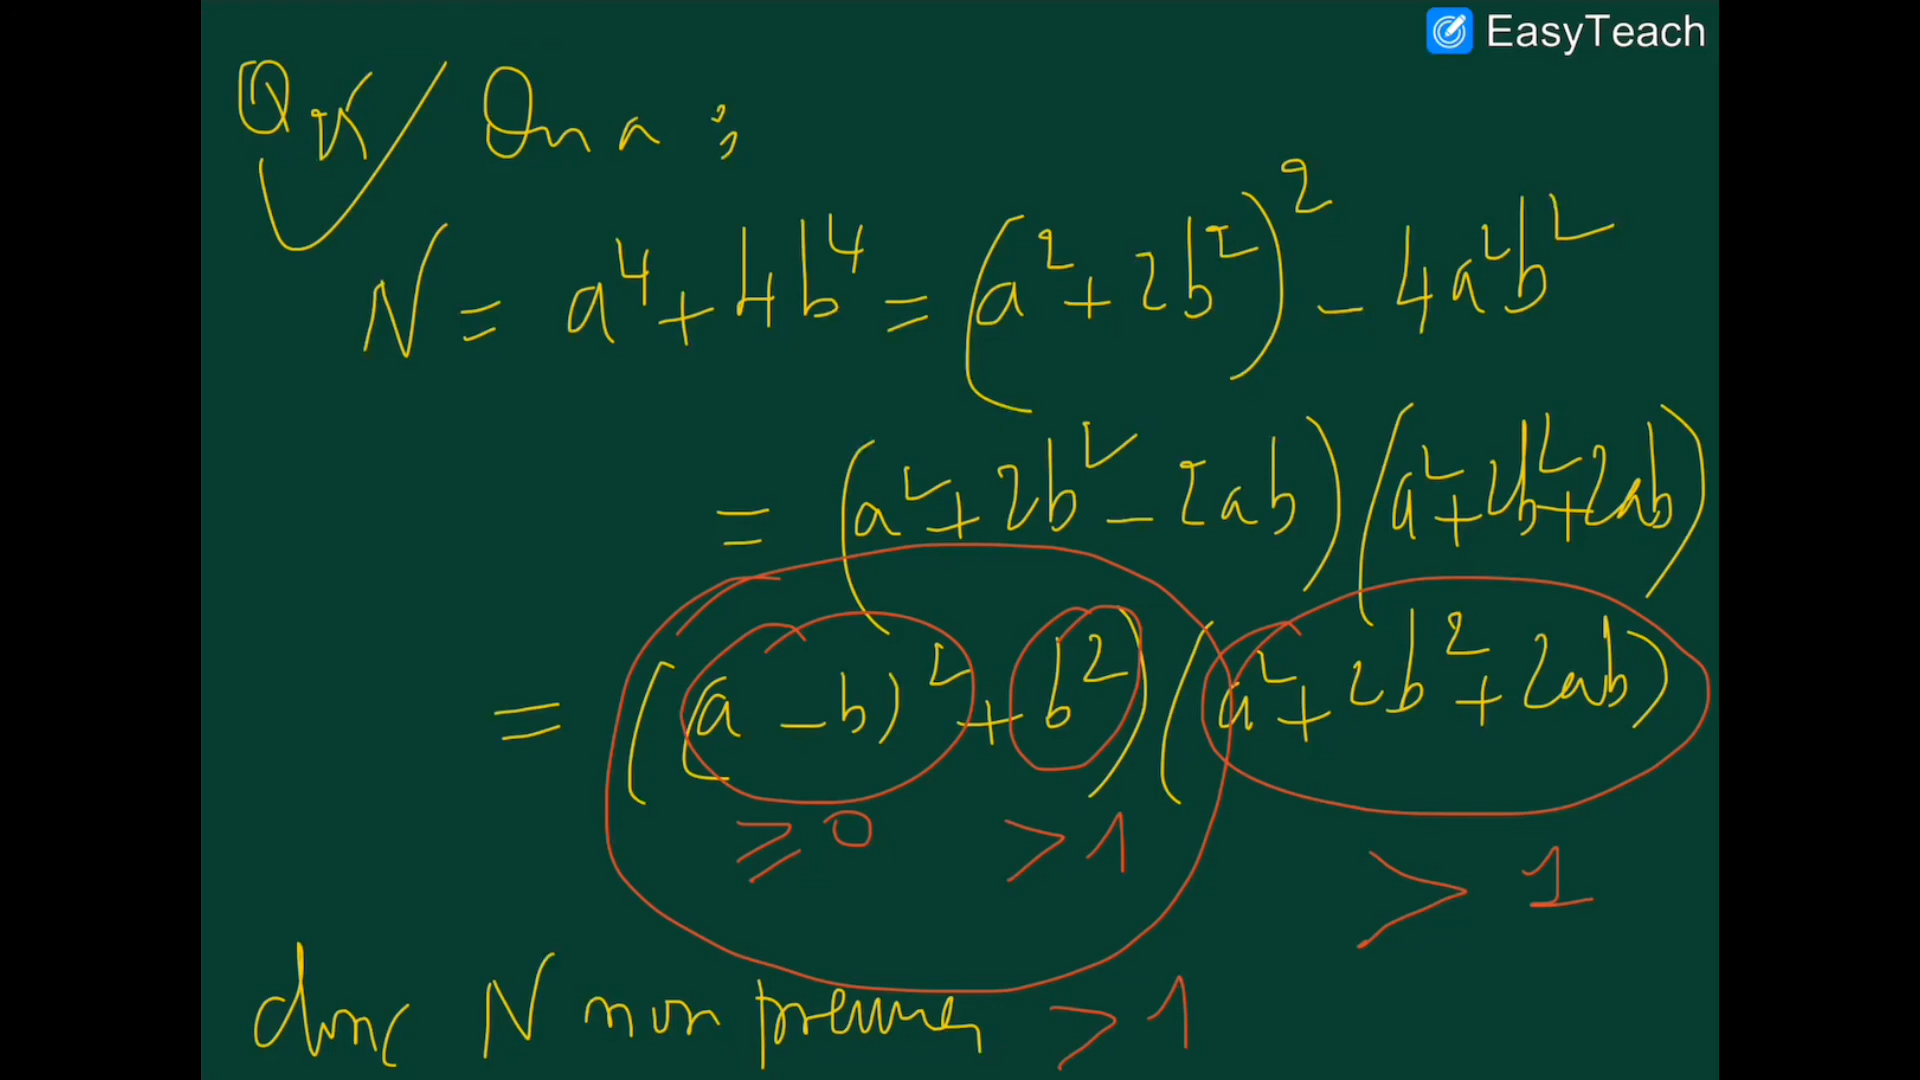 EasyTeach
On a :
N = a⁴ + 4b⁴ = (a² + 2b²)² - 4a²b²
= (a² + 2b² - 2ab)(a² + 2b² + 2ab)
= ((a - b)² + b²)(a² + 2b² + 2ab)
≥ 0 > 1 > 1
donc N non premier > 1